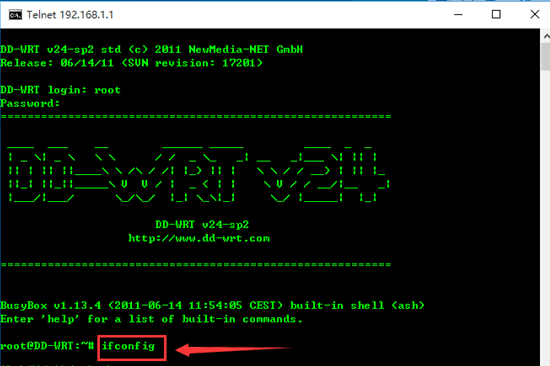 Telnet 192.168.1.1
DD-WRT v24-sp2 std (c) 2011 NewMedia-NET GmbH
Release: 06/14/11 (SVN revision: 17201)
DD-WRT login: root
Password:
==========================================================
DD-WRT v24
DD-WRT v24-sp2
http://www.dd-wrt.com
==========================================================
BusyBox v1.13.4 (2011-06-14 11:54:05 CEST) built-in shell (ash)
Enter 'help' for a list of built-in commands.
root@DD-WRT:~# ifconfig